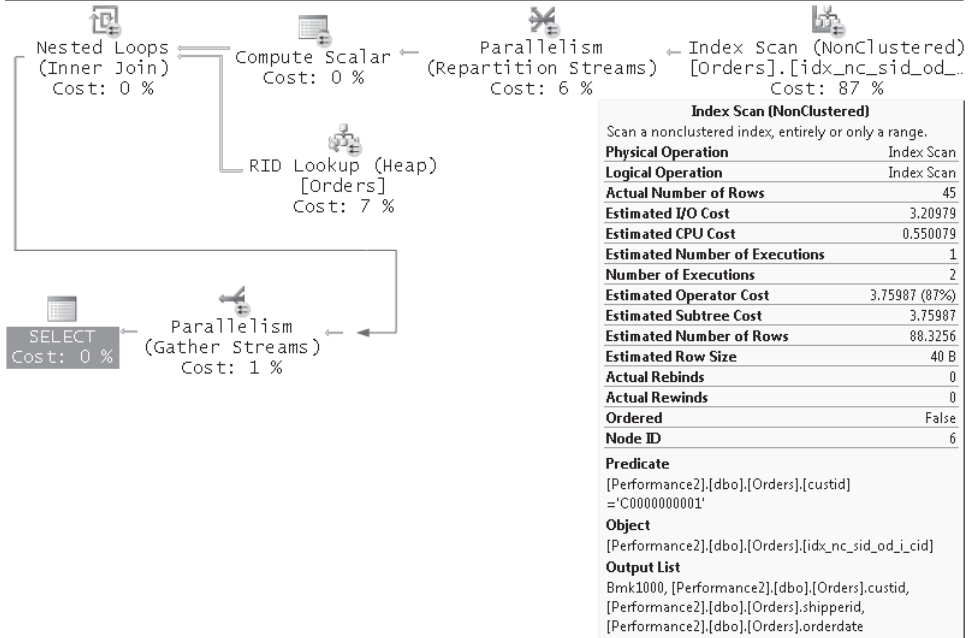 Nested Loops
(Inner Join)
Cost: 0 %
Compute Scalar
Cost: 0 %
Parallelism
(Repartition Streams)
Cost: 6 %
Index Scan (NonClustered)
[Orders].[idx_nc_sid_od_…
Cost: 87 %
RID Lookup (Heap)
[Orders]
Cost: 7 %
SELECT
Cost: 0 %
Parallelism
(Gather Streams)
Cost: 1 %
Index Scan (NonClustered)
Scan a nonclustered index, entirely or only a range.
Physical Operation Index Scan
Logical Operation Index Scan
Actual Number of Rows 45
Estimated I/O Cost 3.20979
Estimated CPU Cost 0.550079
Estimated Number of Executions 1
Number of Executions 2
Estimated Operator Cost 3.75987 (87%)
Estimated Subtree Cost 3.75987
Estimated Number of Rows 88.3256
Estimated Row Size 40 B
Actual Rebinds 0
Actual Rewinds 0
Ordered False
Node ID 6
Predicate
[Performance2].[dbo].[Orders].[custid]
='C0000000001'
Object
[Performance2].[dbo].[Orders].[idx_nc_sid_od_i_cid]
Output List
Bmk1000, [Performance2].[dbo].[Orders].custid,
[Performance2].[dbo].[Orders].shipperid,
[Performance2].[dbo].[Orders].orderdate